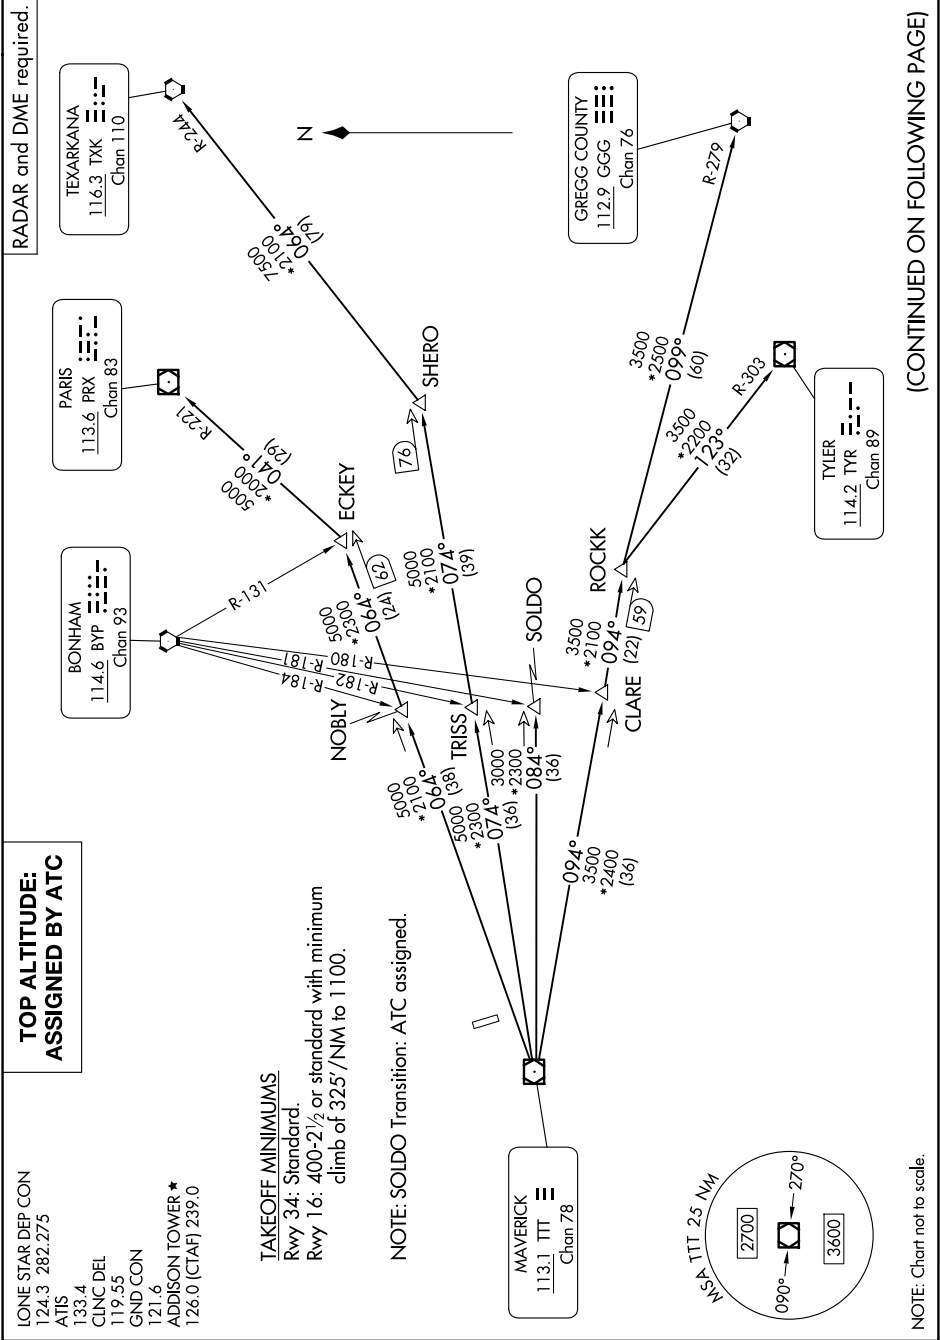 RADAR and DME required.
TOP ALTITUDE:
ASSIGNED BY ATC
LONE STAR DEP CON
124.3 282.275
ATIS
133.4
CLNC DEL
119.55
GND CON
121.6
ADDISON TOWER ★
126.0 (CTAF) 239.0
TAKEOFF MINIMUMS
Rwy 34: Standard.
Rwy 16: 400-2½ or standard with minimum
climb of 325'/NM to 1100.
NOTE: SOLDO Transition: ATC assigned.
BONHAM
114.6 BYP
Chan 93
PARIS
113.6 PRX
Chan 83
TEXARKANA
116.3 TXK
Chan 110
R-244
7500
*2100
064°
(79)
N
R-221
5000
*2000
041°
(29)
R-131
ECKEY
62
5000
*2300
064°
(24)
R-184
R-181
R-182
R-180
NOBLY
5000
*2100
064°
(38)
SHERO
76
5000
*2100
074°
(39)
TRISS
5000
*2300
074°
(36)
SOLDO
3000
*2300
084°
(36)
CLARE
094°
3500
*2400
(36)
ROCKK
59
3500
*2100
094°
(22)
3500
*2500
099°
(60)
R-279
3500
*2200
123°
(32)
R-303
GREGG COUNTY
112.9 GGG
Chan 76
TYLER
114.2 TYR
Chan 89
MAVERICK
113.1 TTT
Chan 78
MSA TTT 25 NM
2700
270°
090°
3600
NOTE: Chart not to scale.
(CONTINUED ON FOLLOWING PAGE)